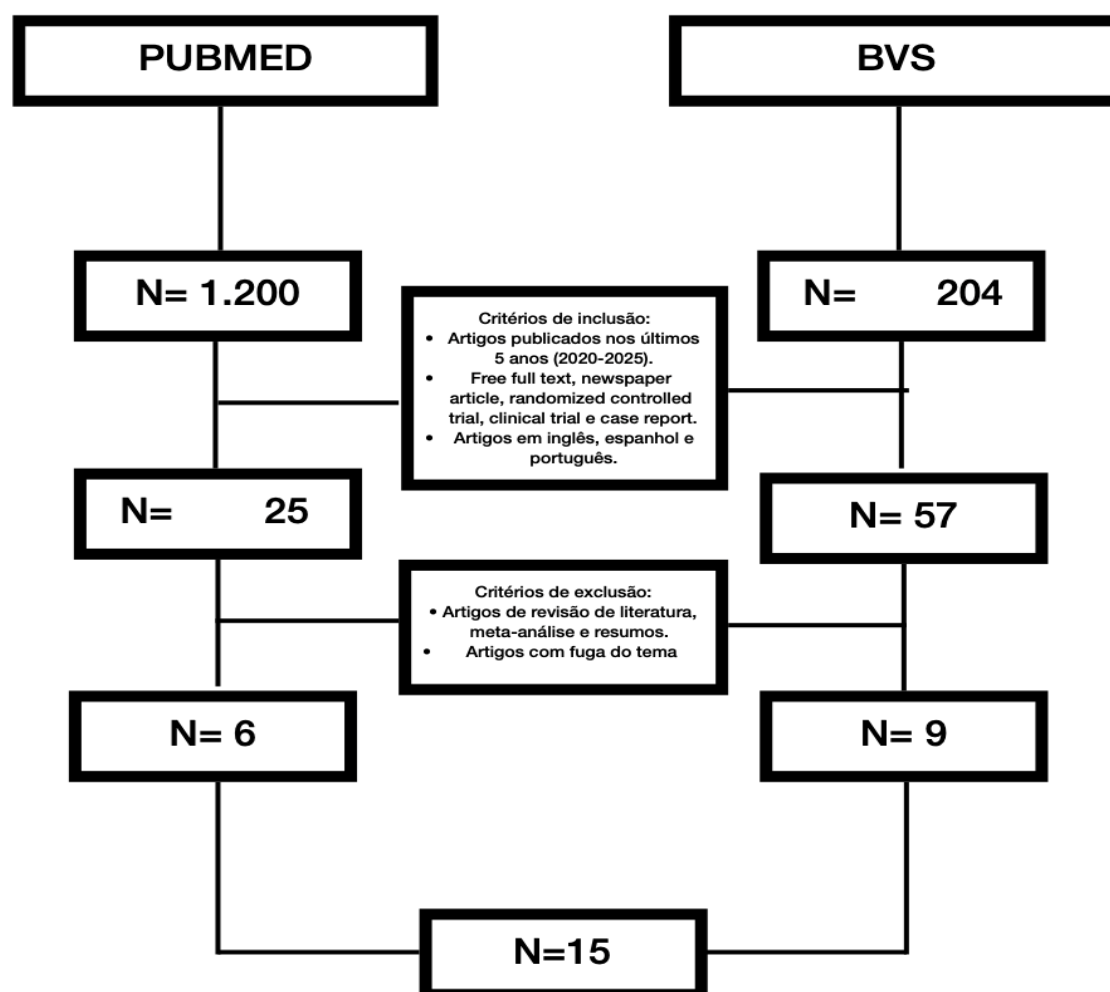 PUBMED
BVS
N= 1.200
N= 204
Critérios de inclusão:
• Artigos publicados nos últimos
5 anos (2020-2025).
• Free full text, newspaper
article, randomized controlled
trial, clinical trial e case report.
• Artigos em inglês, espanhol e
português.
N= 25
N= 57
Critérios de exclusão:
• Artigos de revisão de literatura,
meta-análise e resumos.
• Artigos com fuga do tema
N= 6
N= 9
N=15